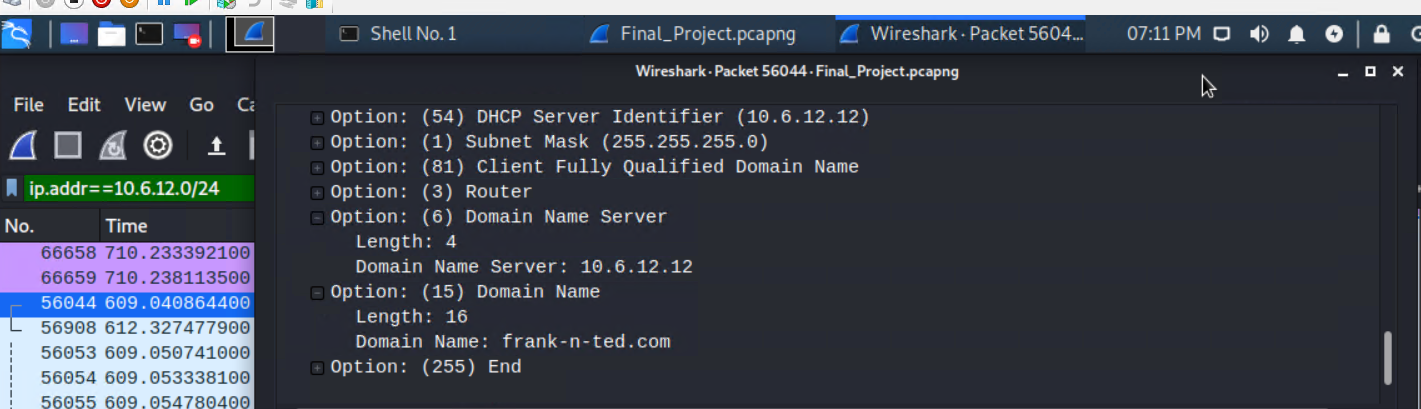 Shell No. 1
Final_Project.pcapng
Wireshark · Packet 5604...
07:11 PM
Wireshark · Packet 56044 · Final_Project.pcapng
File Edit View Go
ip.addr==10.6.12.0/24
No. Time
66658 710.233392100
66659 710.238113500
56044 609.040864400
56908 612.327477900
56053 609.050741000
56054 609.053338100
56055 609.054780400
Option: (54) DHCP Server Identifier (10.6.12.12)
Option: (1) Subnet Mask (255.255.255.0)
Option: (81) Client Fully Qualified Domain Name
Option: (3) Router
Option: (6) Domain Name Server
Length: 4
Domain Name Server: 10.6.12.12
Option: (15) Domain Name
Length: 16
Domain Name: frank-n-ted.com
Option: (255) End